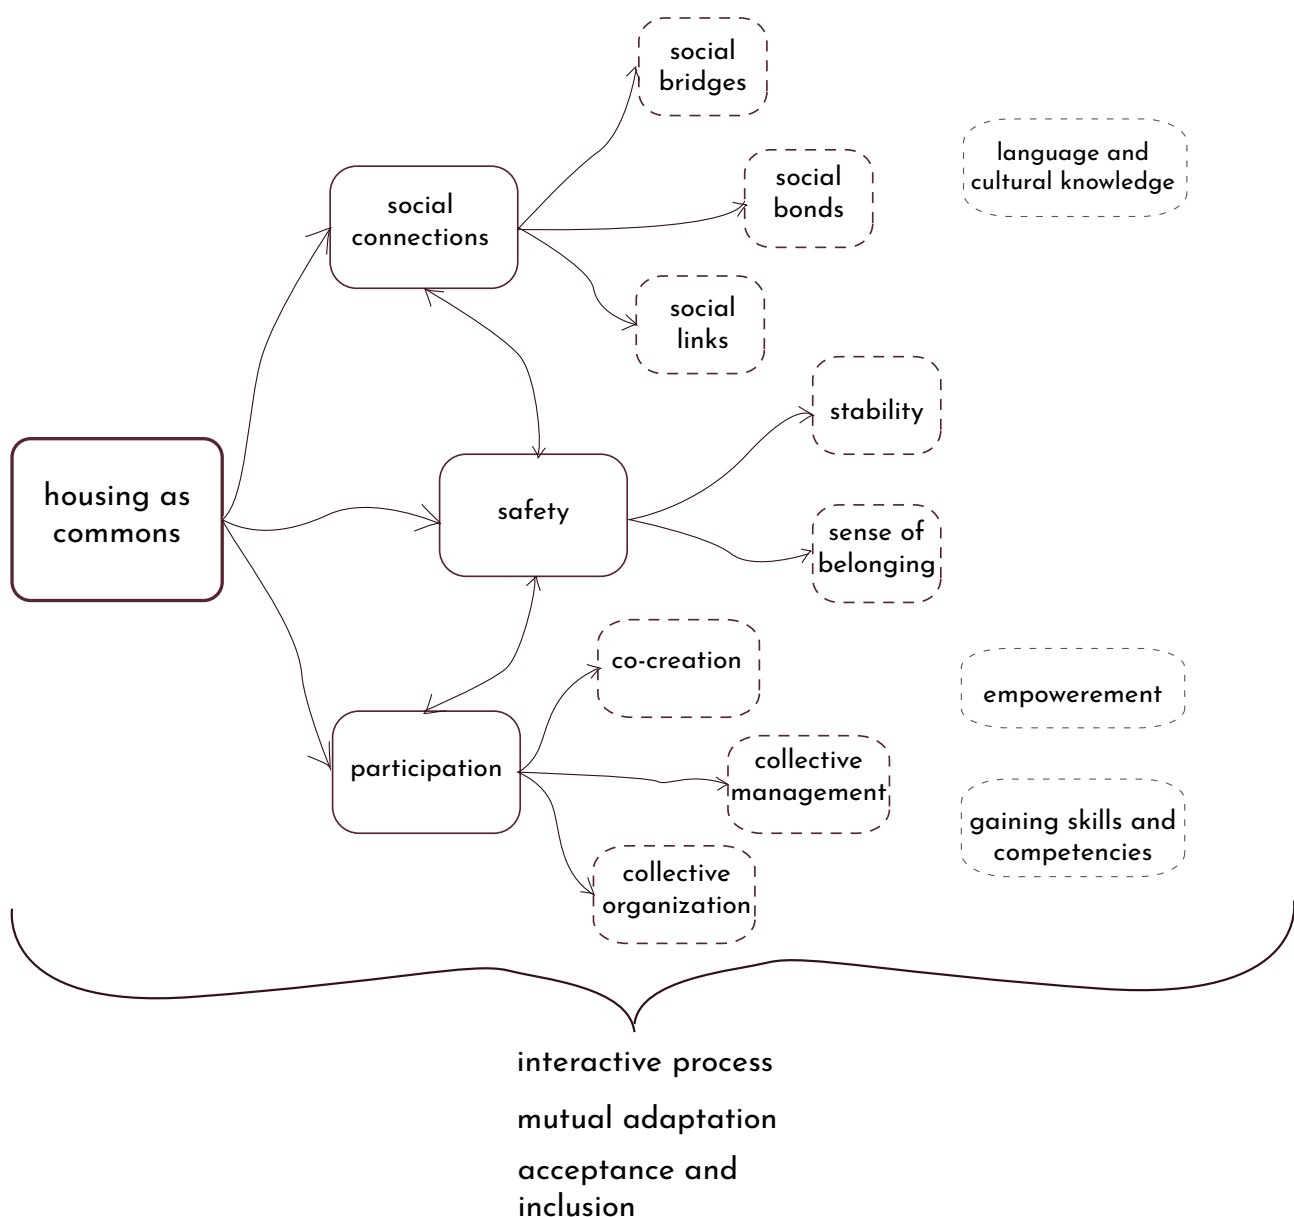 social
bridges
language and
cultural knowledge
social
bonds
social
connections
social
links
stability
housing as
commons
safety
sense of
belonging
co-creation
empowerement
participation
collective
management
gaining skills and
competencies
collective
organization
interactive process
mutual adaptation
acceptance and
inclusion